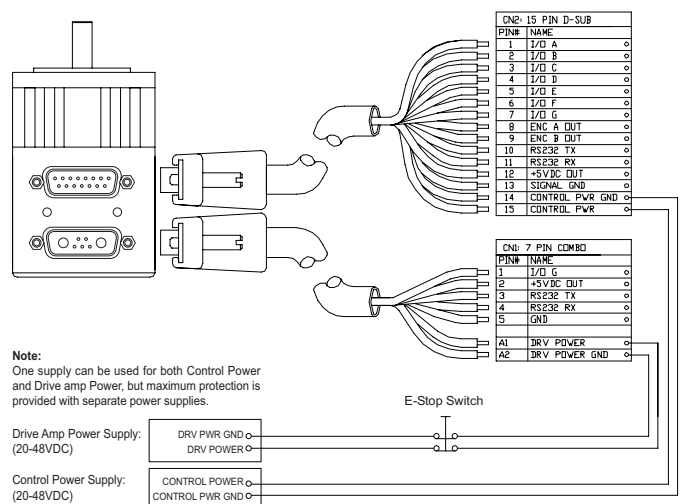 CN2: 15 PIN D-SUB
PIN# NAME
1 I/O A
2 I/O B
3 I/O C
4 I/O D
5 I/O E
6 I/O F
7 I/O G
8 ENC A OUT
9 ENC B OUT
10 RS232 TX
11 RS232 RX
12 +5VDC OUT
13 SIGNAL GND
14 CONTROL PWR GND
15 CONTROL PWR
CN1: 7 PIN COMBO
PIN# NAME
1 I/O G
2 +5VDC OUT
3 RS232 TX
4 RS232 RX
5 GND
A1 DRV POWER
A2 DRV POWER GND
Note:
One supply can be used for both Control Power
and Drive amp Power, but maximum protection is
provided with separate power supplies.
E-Stop Switch
Drive Amp Power Supply:
(20-48VDC)
DRV PWR GND
DRV POWER
Control Power Supply:
(20-48VDC)
CONTROL POWER
CONTROL PWR GND